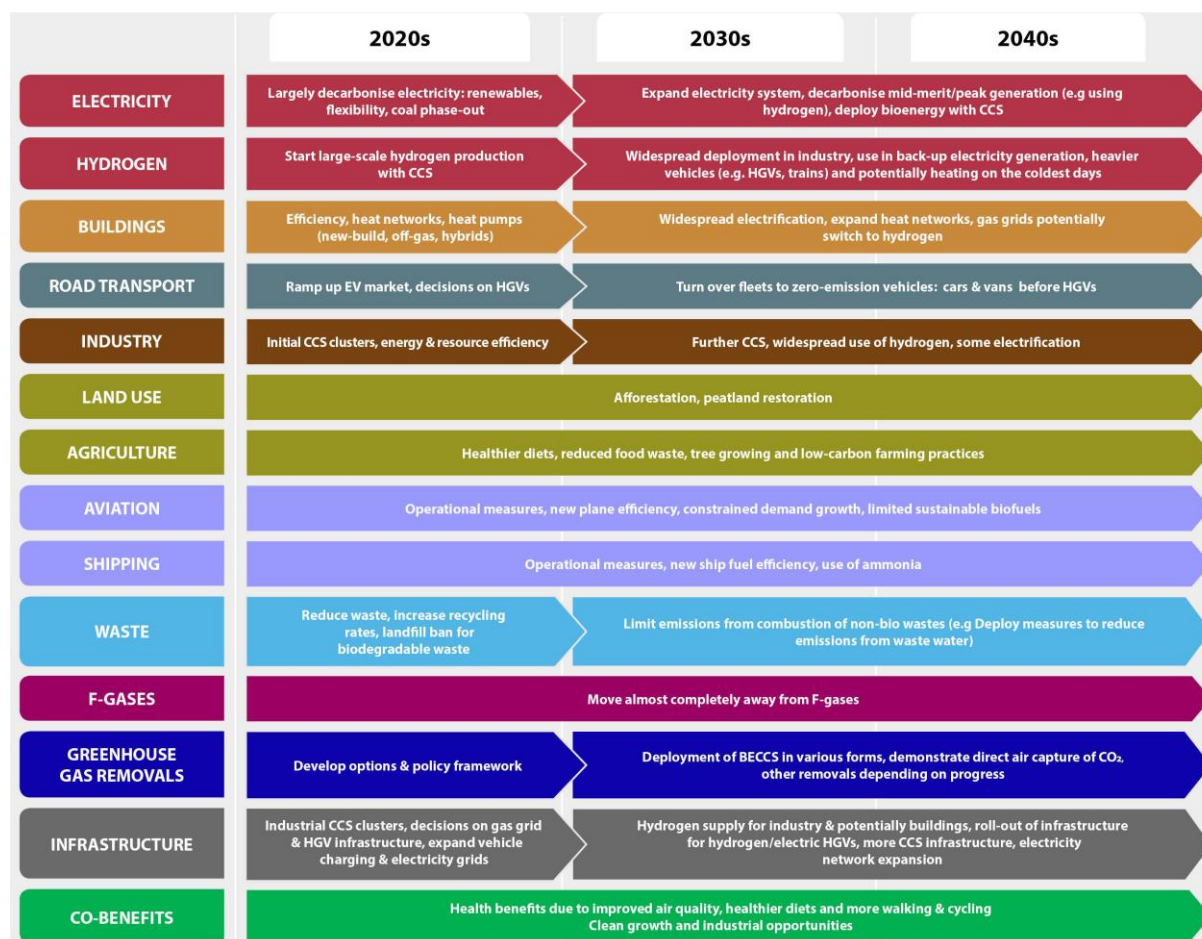 2020s
2030s
2040s
ELECTRICITY
Largely decarbonise electricity: renewables,
flexibility, coal phase-out
Expand electricity system, decarbonise mid-merit/peak generation (e.g using
hydrogen), deploy bioenergy with CCS
HYDROGEN
Start large-scale hydrogen production
with CCS
Widespread deployment in industry, use in back-up electricity generation, heavier
vehicles (e.g. HGVs, trains) and potentially heating on the coldest days
BUILDINGS
Efficiency, heat networks, heat pumps
(new-build, off-gas, hybrids)
Widespread electrification, expand heat networks, gas grids potentially
switch to hydrogen
ROAD TRANSPORT
Ramp up EV market, decisions on HGVs
Turn over fleets to zero-emission vehicles: cars & vans before HGVs
INDUSTRY
Initial CCS clusters, energy & resource efficiency
Further CCS, widespread use of hydrogen, some electrification
LAND USE
Afforestation, peatland restoration
AGRICULTURE
Healthier diets, reduced food waste, tree growing and low-carbon farming practices
AVIATION
Operational measures, new plane efficiency, constrained demand growth, limited sustainable biofuels
SHIPPING
Operational measures, new ship fuel efficiency, use of ammonia
WASTE
Reduce waste, increase recycling
rates, landfill ban for
biodegradable waste
Limit emissions from combustion of non-bio wastes (e.g Deploy measures to reduce
emissions from waste water)
F-GASES
Move almost completely away from F-gases
GREENHOUSE
GAS REMOVALS
Develop options & policy framework
Deployment of BECCS in various forms, demonstrate direct air capture of CO₂,
other removals depending on progress
INFRASTRUCTURE
Industrial CCS clusters, decisions on gas grid
& HGV infrastructure, expand vehicle
charging & electricity grids
Hydrogen supply for industry & potentially buildings, roll-out of infrastructure
for hydrogen/electric HGVs, more CCS infrastructure, electricity
network expansion
CO-BENEFITS
Health benefits due to improved air quality, healthier diets and more walking & cycling
Clean growth and industrial opportunities